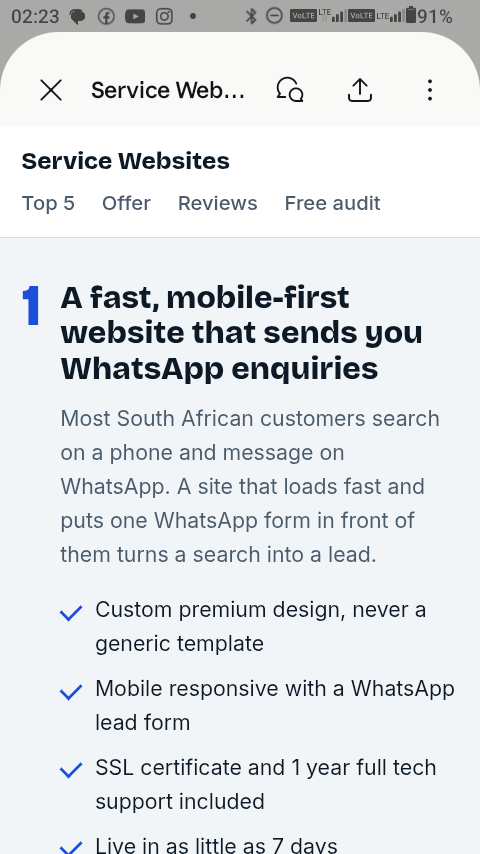 02:23
VoLTE LTE VoLTE LTE 91%
Service Web...
Service Websites
Top 5 Offer Reviews Free audit
1 A fast, mobile-first
website that sends you
WhatsApp enquiries
Most South African customers search
on a phone and message on
WhatsApp. A site that loads fast and
puts one WhatsApp form in front of
them turns a search into a lead.
Custom premium design, never a
generic template
Mobile responsive with a WhatsApp
lead form
SSL certificate and 1 year full tech
support included
Live in as little as 7 days